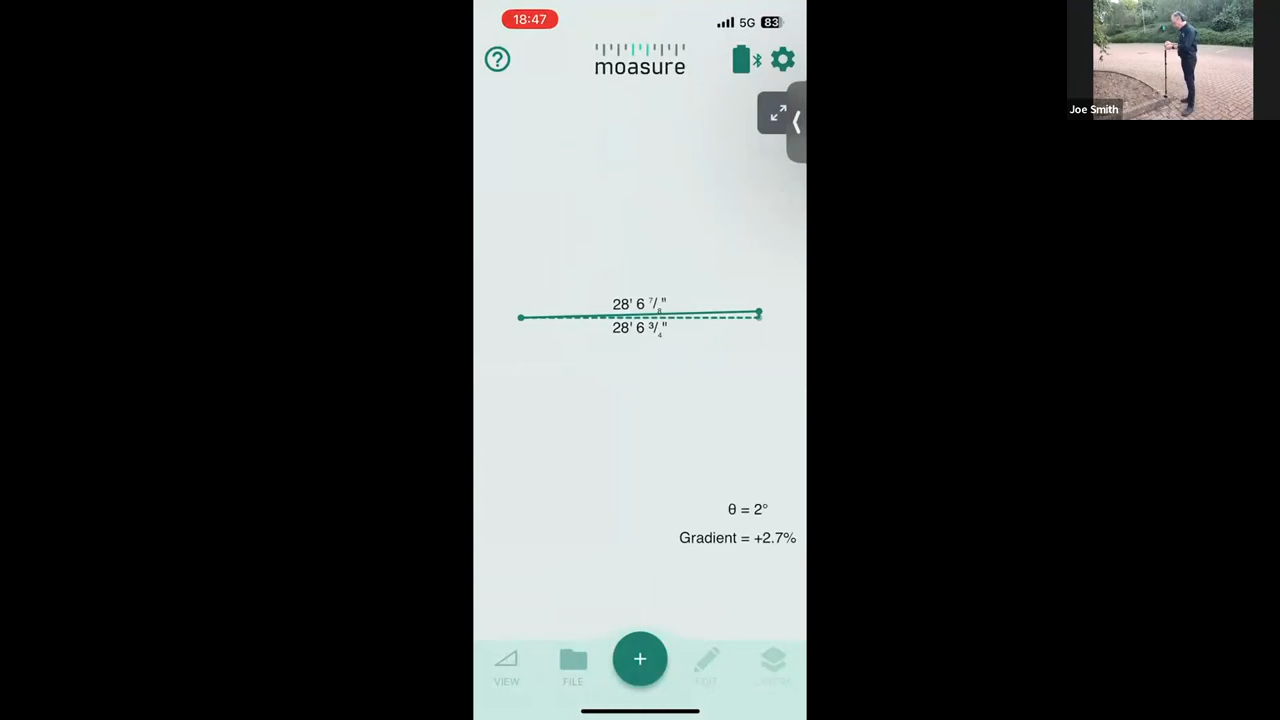 18:47
5G 83
moasure
Joe Smith
28' 6 7/8"
28' 6 3/4"
θ = 2°
Gradient = +2.7%
VIEW FILE + EDIT